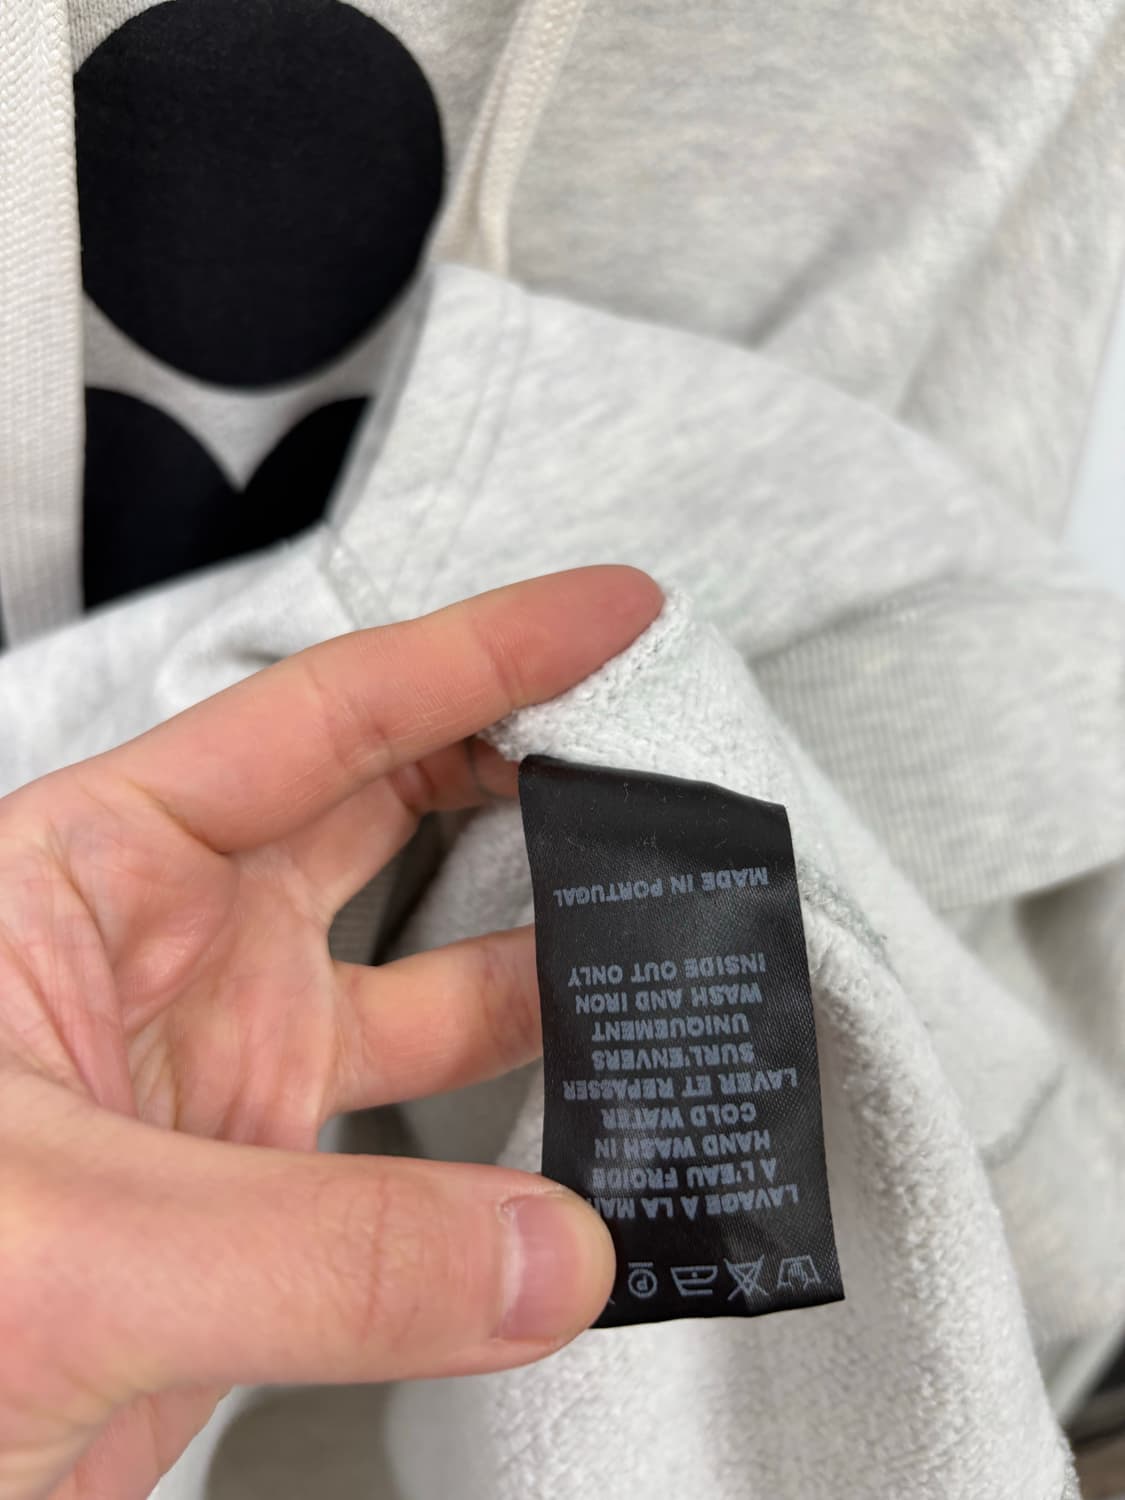 LAVAGE A LA MAIN
A L'EAU FROIDE
HAND WASH IN
COLD WATER
LAVER ET REPASSER
SURL'ENVERS
UNIQUEMENT
WASH AND IRON
INSIDE OUT ONLY
MADE IN PORTUGAL